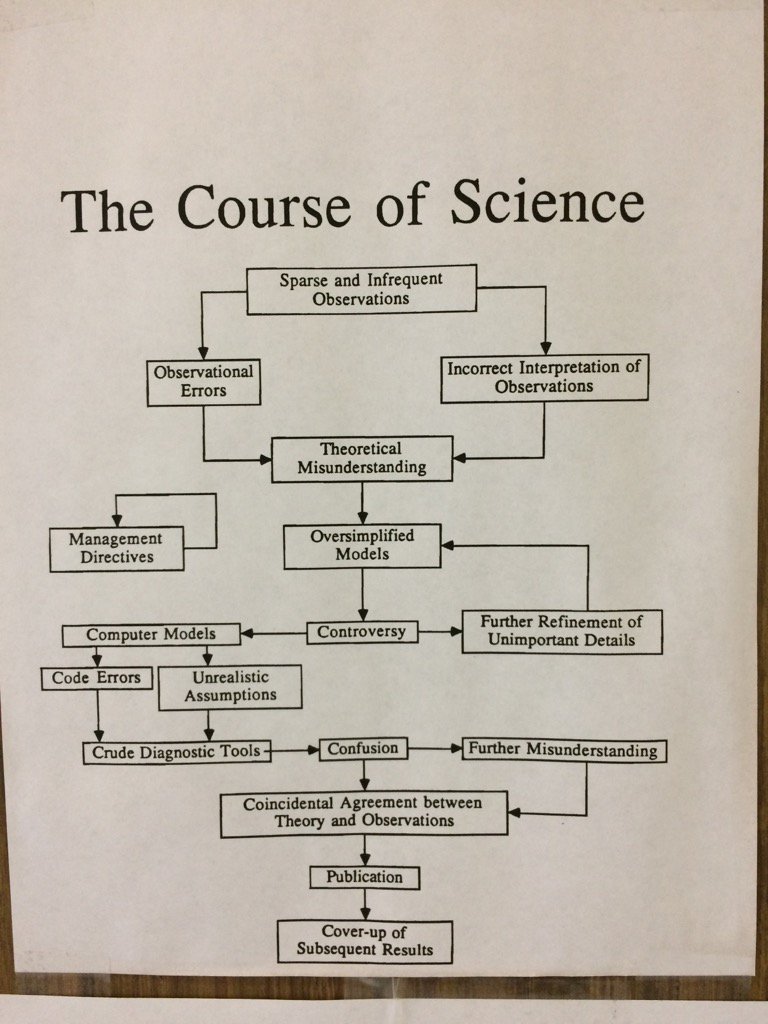 The Course of Science
Sparse and Infrequent
Observations
Observational
Errors
Incorrect Interpretation of
Observations
Theoretical
Misunderstanding
Management
Directives
Oversimplified
Models
Computer Models
Controversy
Further Refinement of
Unimportant Details
Code Errors
Unrealistic
Assumptions
Crude Diagnostic Tools
Confusion
Further Misunderstanding
Coincidental Agreement between
Theory and Observations
Publication
Cover-up of
Subsequent Results